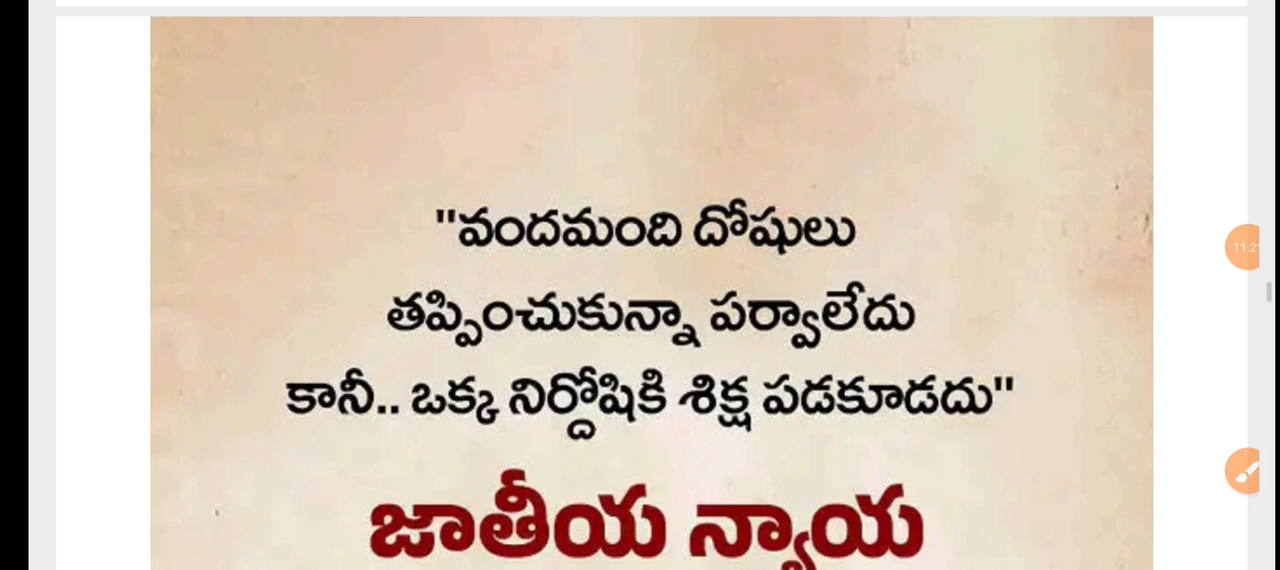 "వందమంది దోషులు
తప్పించుకున్నా పర్వాలేదు
కానీ.. ఒక్క నిర్దోషికి శిక్ష పడకూడదు"
జాతీయ న్యాయ